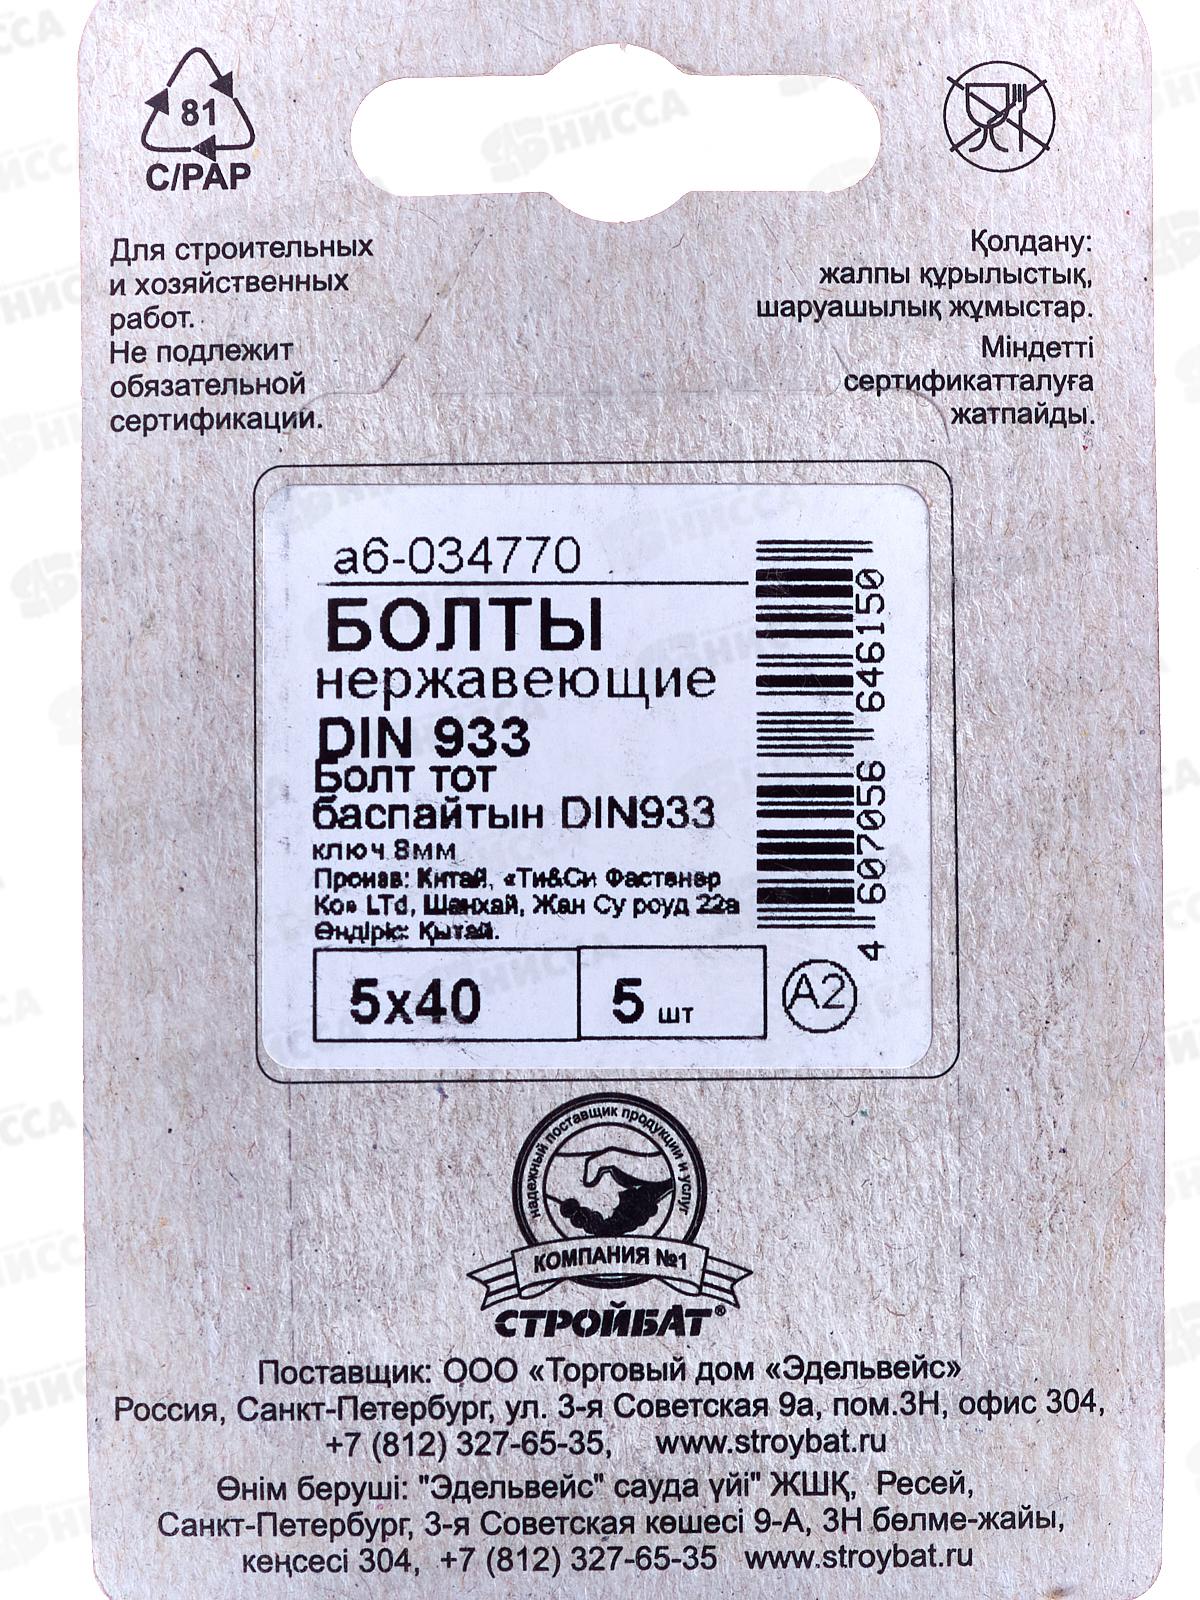 81
C/PAP
Для строительных
и хозяйственных
работ.
Не подлежит
обязательной
сертификации.
Қолдану:
жалпы құрылыстық,
шаруашылық жұмыстар.
Міндетті
сертификатталуға
жатпайды.
а6-034770
БОЛТЫ
нержавеющие
DIN 933
Болт тот
баспайтын DIN933
ключ 8мм
Произв: Китай, «Ти&Си Фастенер
Ко» LTd, Шанхай, Жан Су роуд 22а
Өндіріс: Қытай.
5х40
5 шт
A2
4 607056 646150
надежный поставщик продукции и услуг
КОМПАНИЯ №1
СТРОЙБАТ®
Поставщик: ООО «Торговый дом «Эдельвейс»
Россия, Санкт-Петербург, ул. 3-я Советская 9а, пом.3Н, офис 304,
+7 (812) 327-65-35, www.stroybat.ru
Өнім беруші: "Эдельвейс" сауда үйі" ЖШҚ, Ресей,
Санкт-Петербург, 3-я Советская көшесі 9-А, 3Н бөлме-жайы,
кеңсесі 304, +7 (812) 327-65-35 www.stroybat.ru
НИССА